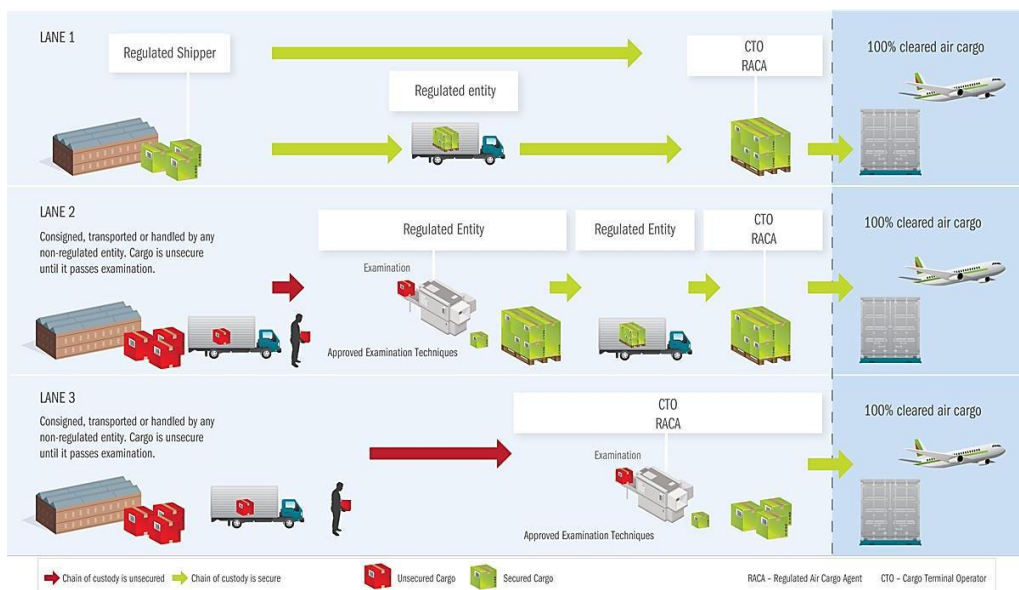 LANE 1
Regulated Shipper
Regulated entity
CTO
RACA
100% cleared air cargo
LANE 2
Consigned, transported or handled by any
non-regulated entity. Cargo is unsecure
until it passes examination.
Regulated Entity
Examination
Approved Examination Techniques
Regulated Entity
CTO
RACA
100% cleared air cargo
LANE 3
Consigned, transported or handled by any
non-regulated entity. Cargo is unsecure
until it passes examination.
CTO
RACA
Examination
Approved Examination Techniques
100% cleared air cargo
Chain of custody is unsecured
Chain of custody is secure
Unsecured Cargo
Secured Cargo
RACA – Regulated Air Cargo Agent
CTO – Cargo Terminal Operator